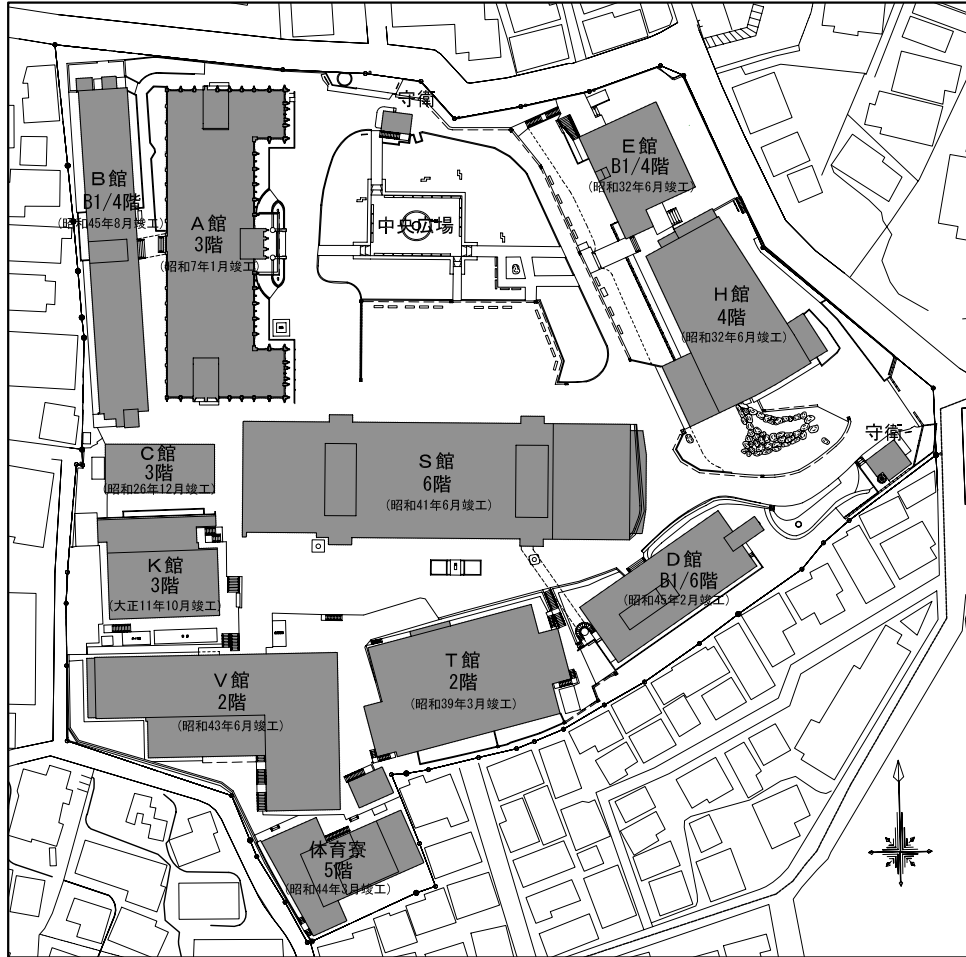 守衛
E館
B1/4階
(昭和32年6月竣工)
B館
B1/4階
(昭和45年8月竣工)
A館
3階
(昭和7年1月竣工)
中央広場
H館
4階
(昭和32年6月竣工)
守衛
C館
3階
(昭和26年12月竣工)
S館
6階
(昭和41年6月竣工)
K館
3階
(大正11年10月竣工)
D館
B1/6階
(昭和45年2月竣工)
V館
2階
(昭和43年6月竣工)
T館
2階
(昭和39年3月竣工)
体育寮
5階
(昭和44年3月竣工)